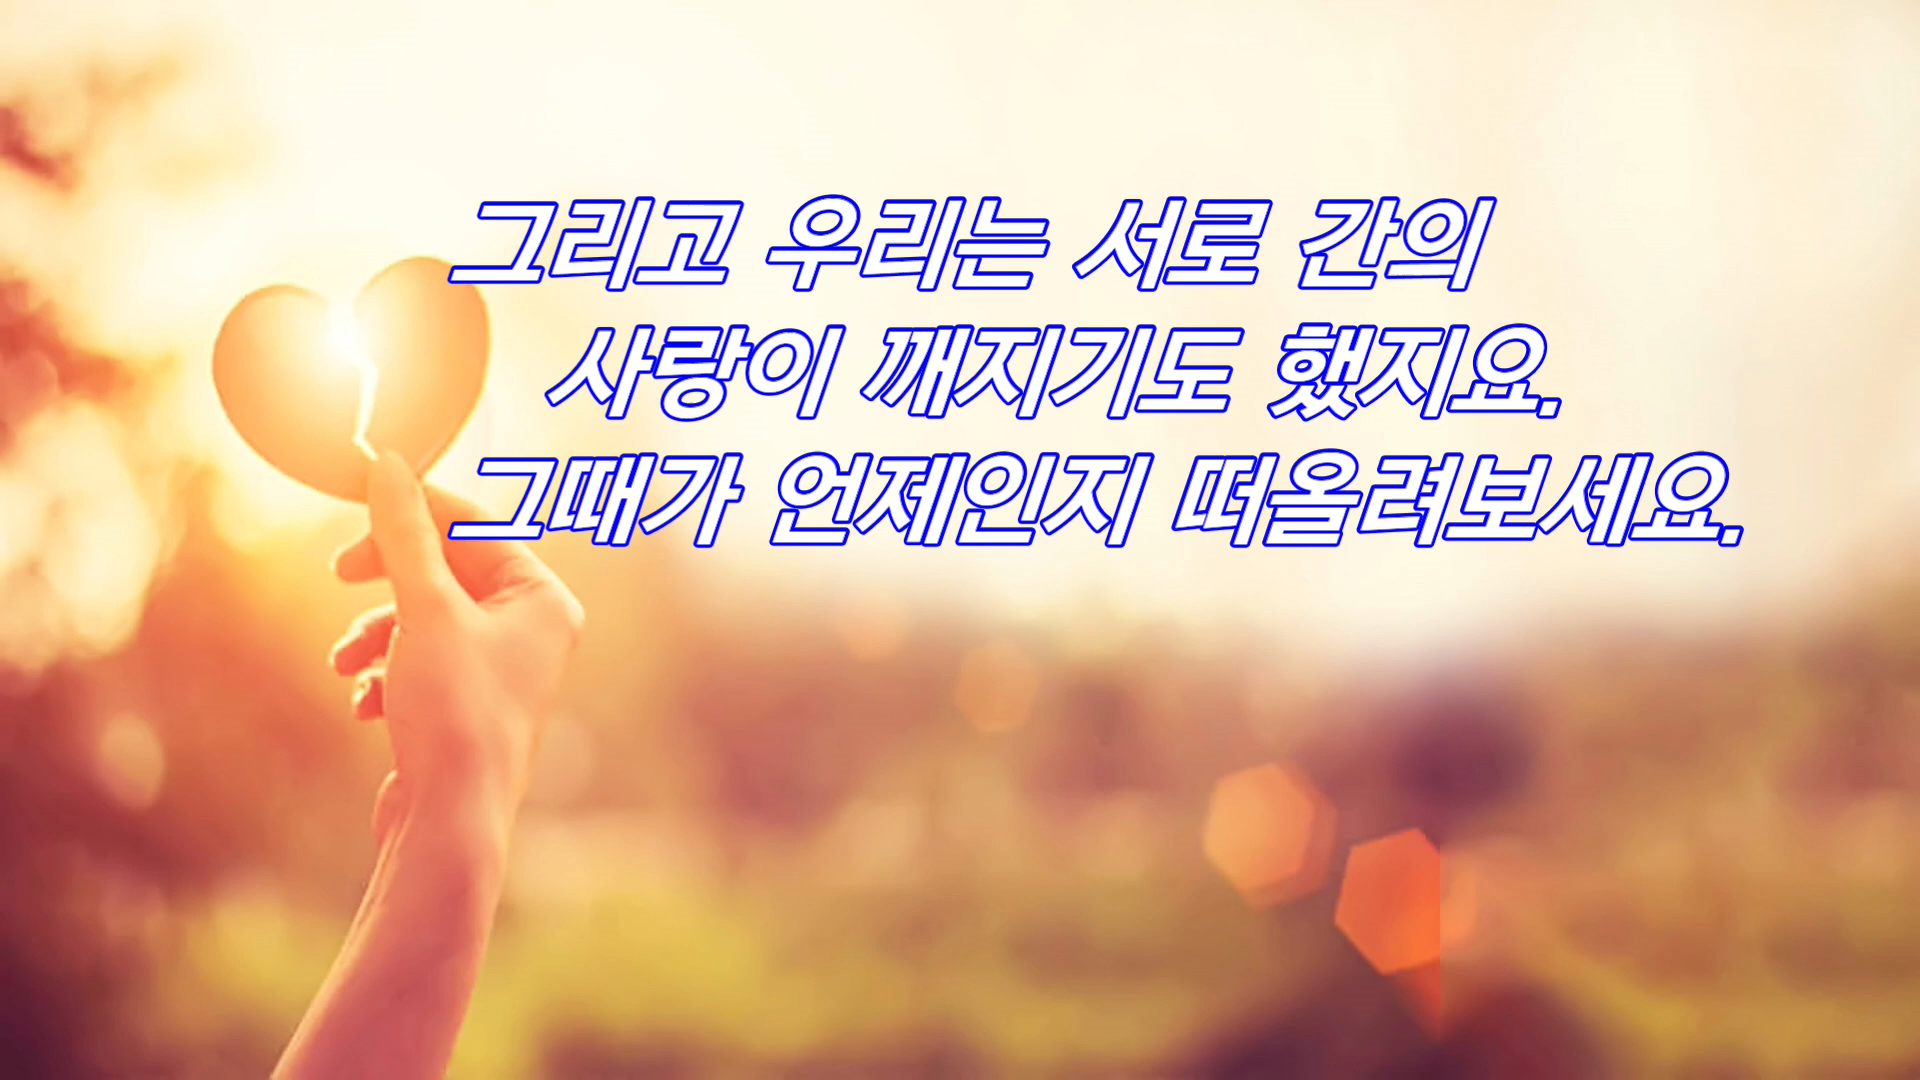 그리고 우리는 서로 간의
사랑이 깨지기도 했지요.
그때가 언제인지 떠올려보세요.